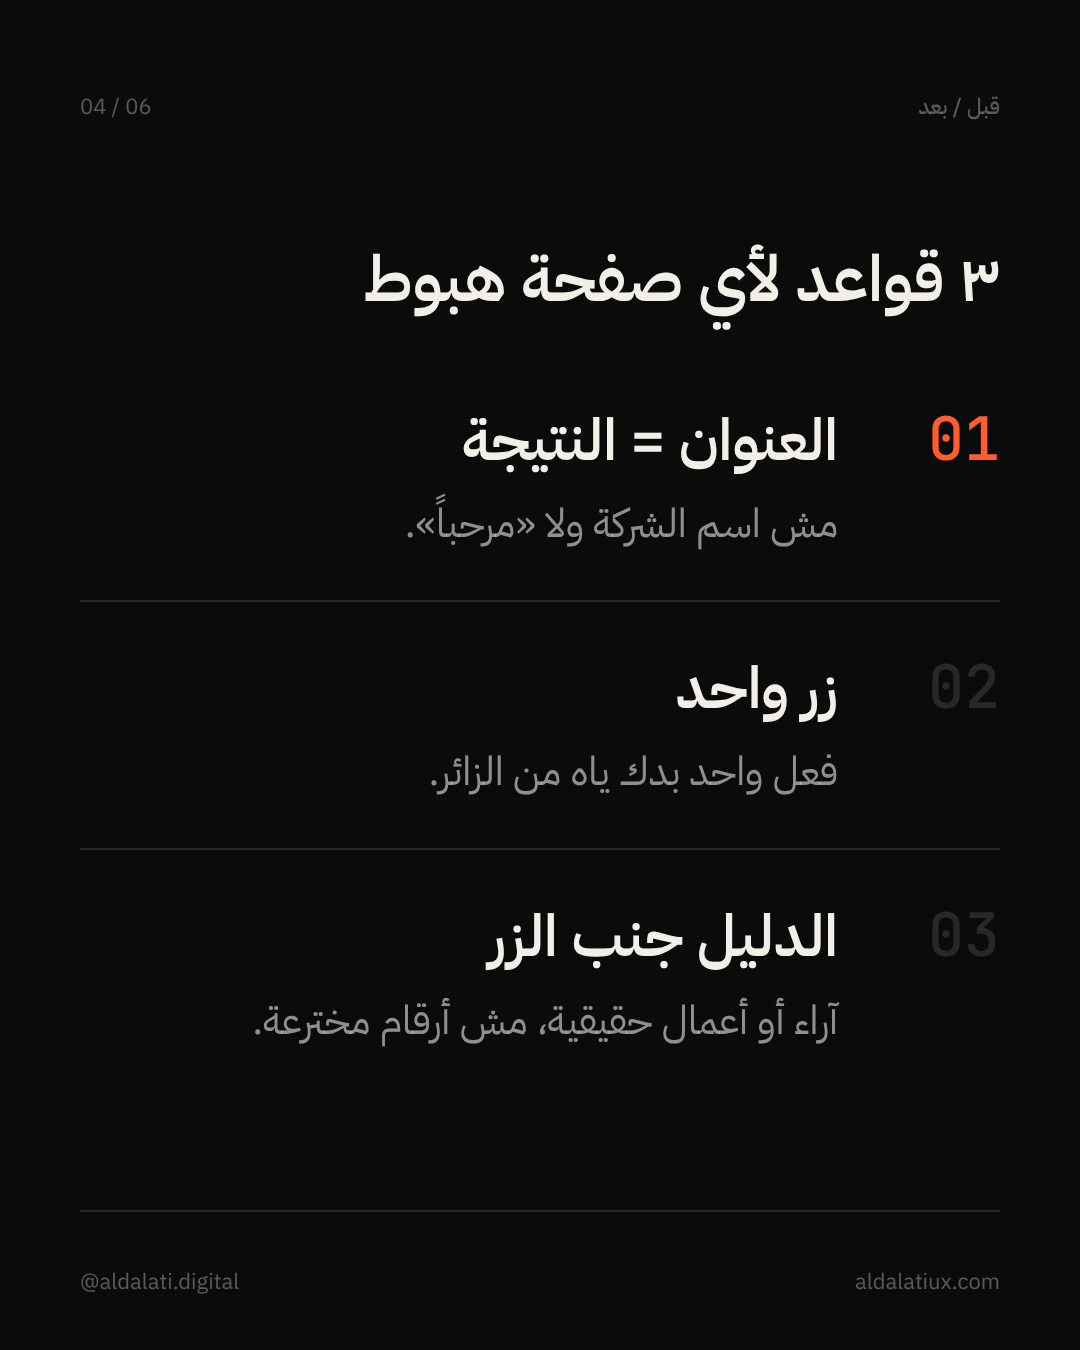 قبل / بعد
04 / 06
٣ قواعد لأي صفحة هبوط
01
العنوان = النتيجة
مش اسم الشركة ولا «مرحباً».
02
زر واحد
فعل واحد بدك ياه من الزائر.
03
الدليل جنب الزر
آراء أو أعمال حقيقية، مش أرقام مخترعة.
@aldalati.digital
aldalatiux.com